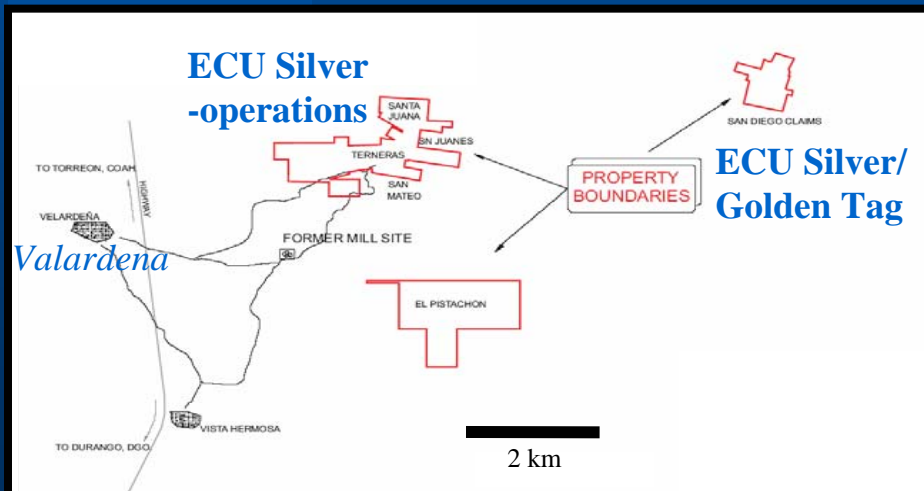 ECU Silver
-operations
SANTA
JUANA
SN JUANES
TERNERAS
SAN
MATEO
SAN DIEGO CLAIMS
ECU Silver/
Golden Tag
PROPERTY
BOUNDARIES
TO TORREON, COAH
HIGHWAY
VELARDEÑA
Valardena
FORMER MILL SITE
EL PISTACHON
VISTA HERMOSA
TO DURANGO, DGO
2 km